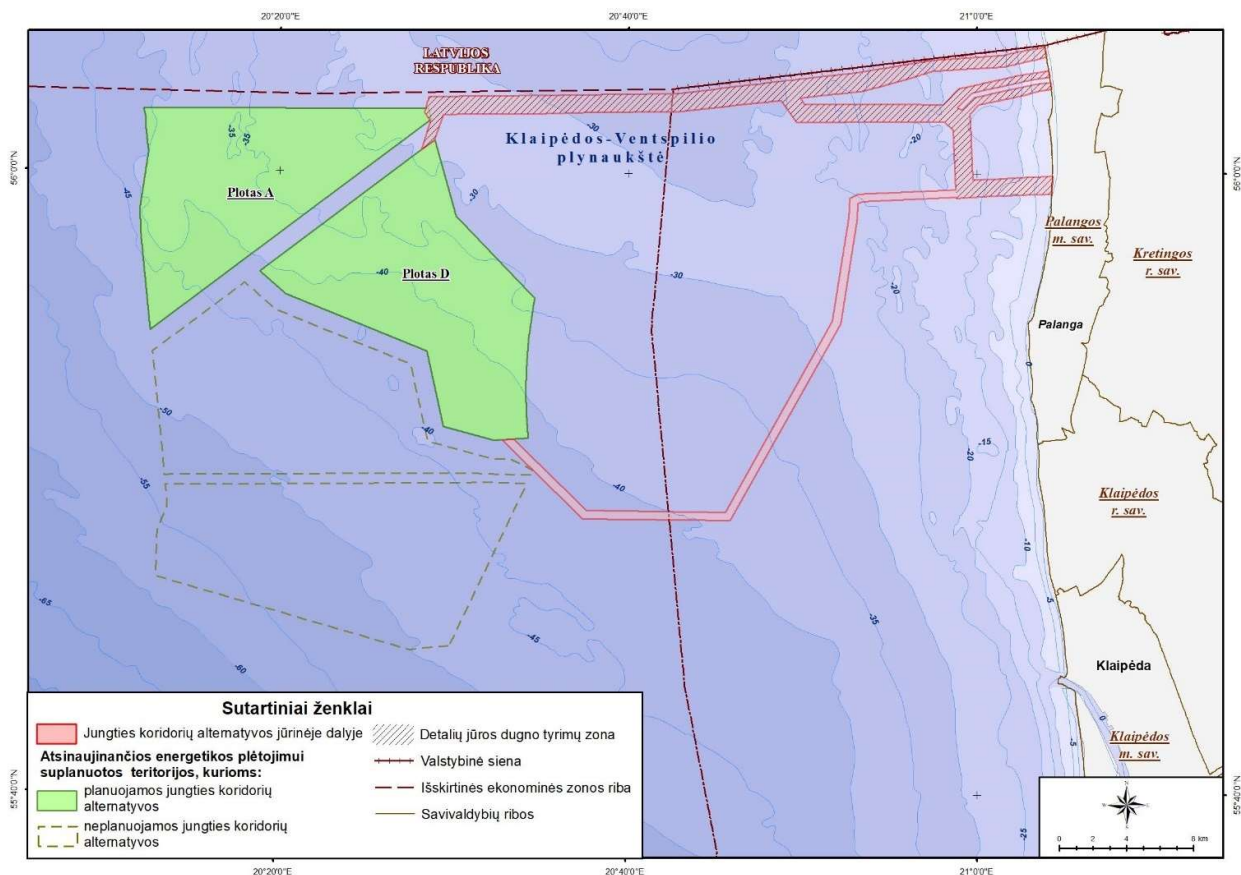 20°20'0"E
20°40'0"E
21°0'0"E
LATVIJOS
RESPUBLIKA
-35
-35
-30
-20
Klaipėdos-Ventspilio
plynaukštė
56°0'0"N
56°0'0"N
-45
Plotas A
-30
Palangos
m. sav.
Kretingos
r. sav.
Plotas D
-40
-30
-20
Palanga
0
-50
-40
-15
-20
-55
-40
Klaipėdos
r. sav.
-10
-5
-65
-45
-35
-60
Klaipėda
0
-5
Klaipėdos
m. sav.
-25
55°40'0"N
55°40'0"N
Sutartiniai ženklai
Jungties koridorių alternatyvos jūrinėje dalyje
Atsinaujinančios energetikos plėtojimui
suplanuotos teritorijos, kurioms:
planuojamos jungties koridorių
alternatyvos
neplanuojamos jungties koridorių
alternatyvos
Detalių jūros dugno tyrimų zona
Valstybinė siena
Išskirtinės ekonominės zonos riba
Savivaldybių ribos
0 2 4 8 km
20°20'0"E
20°40'0"E
21°0'0"E